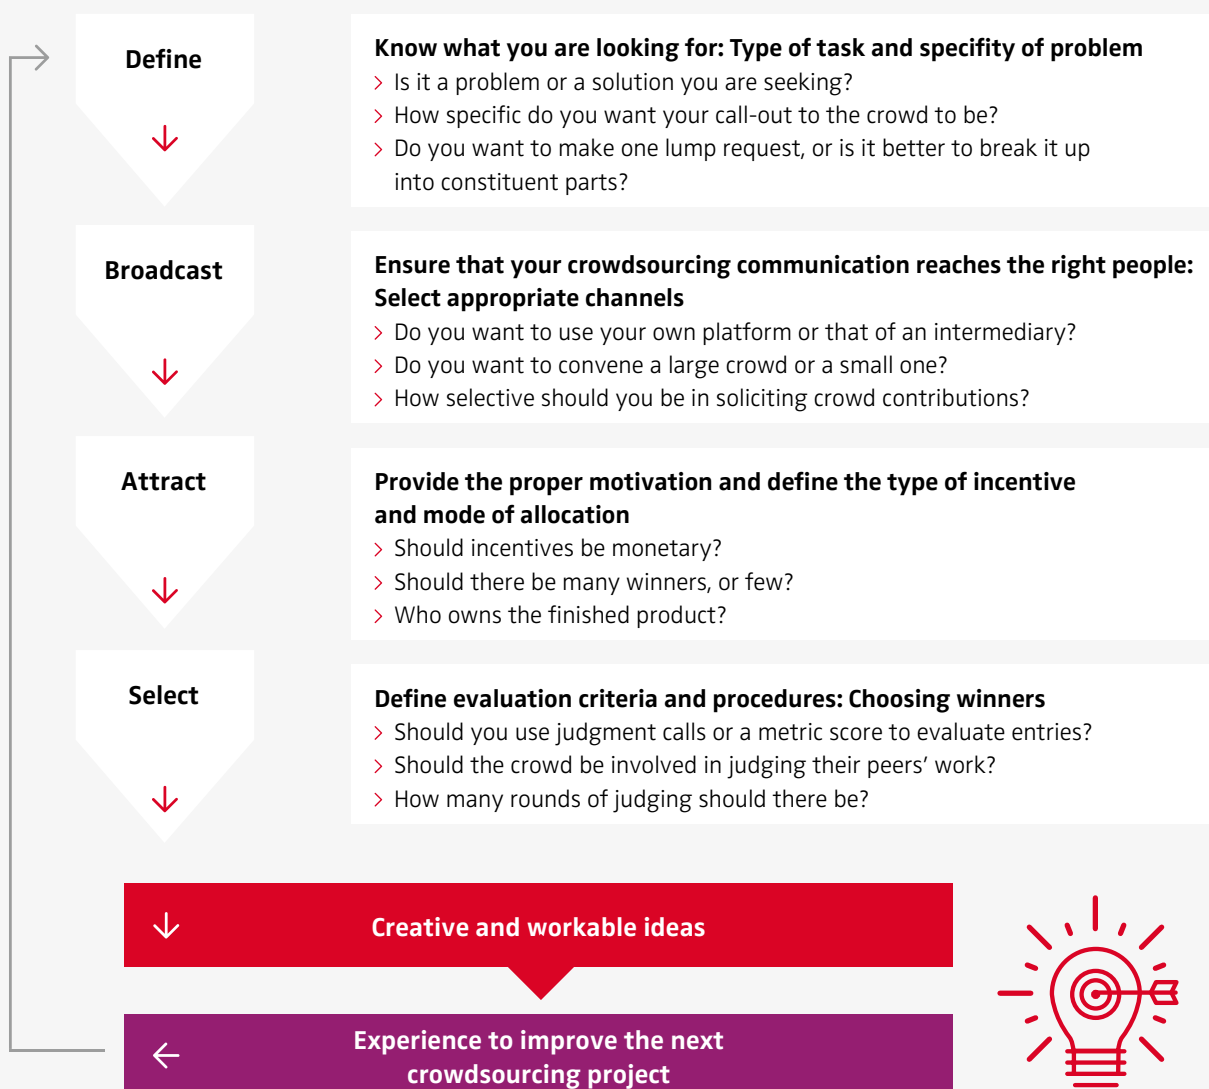 Define
Know what you are looking for: Type of task and specifity of problem
> Is it a problem or a solution you are seeking?
> How specific do you want your call-out to the crowd to be?
> Do you want to make one lump request, or is it better to break it up
into constituent parts?
Broadcast
Ensure that your crowdsourcing communication reaches the right people:
Select appropriate channels
> Do you want to use your own platform or that of an intermediary?
> Do you want to convene a large crowd or a small one?
> How selective should you be in soliciting crowd contributions?
Attract
Provide the proper motivation and define the type of incentive
and mode of allocation
> Should incentives be monetary?
> Should there be many winners, or few?
> Who owns the finished product?
Select
Define evaluation criteria and procedures: Choosing winners
> Should you use judgment calls or a metric score to evaluate entries?
> Should the crowd be involved in judging their peers’ work?
> How many rounds of judging should there be?
Creative and workable ideas
Experience to improve the next
crowdsourcing project